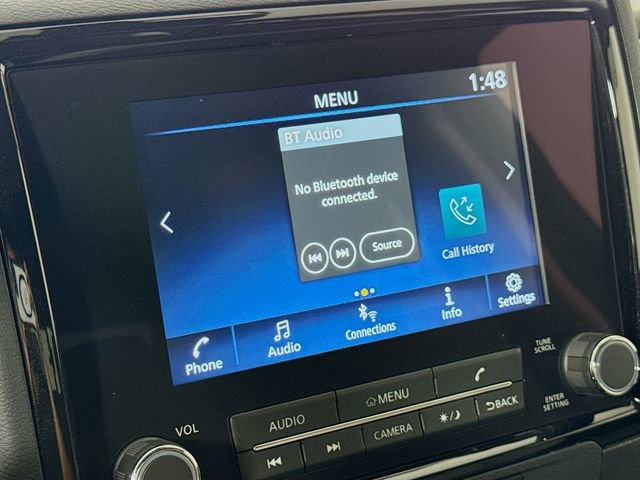 MENU
1:48
BT Audio
No Bluetooth device
connected.
Source
Call History
Phone
Audio
Connections
Info
Settings
TUNE
SCROLL
VOL
AUDIO
MENU
CAMERA
BACK
ENTER
SETTING